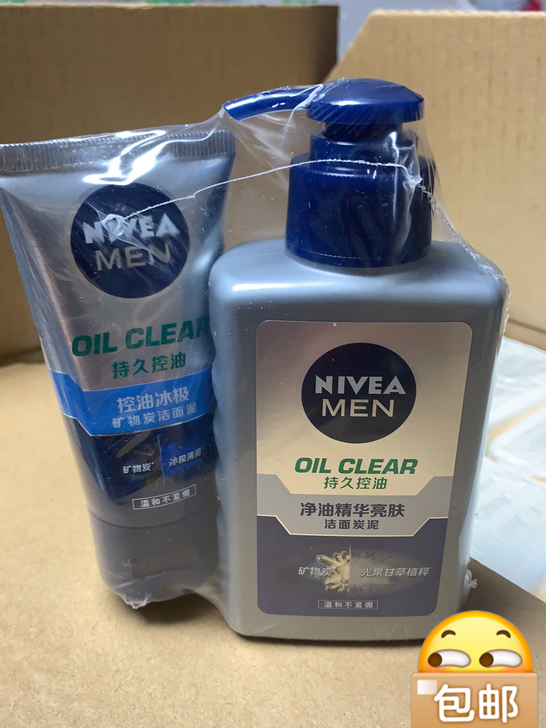 NIVEA
MEN
OIL CLEAR
持久控油
控油冰极
矿物炭洁面泥
矿物炭
冰极薄荷
温和不紧绷
NIVEA
MEN
OIL CLEAR
持久控油
净油精华亮肤
洁面炭泥
矿物炭
光果甘草植粹
温和不紧绷
包邮